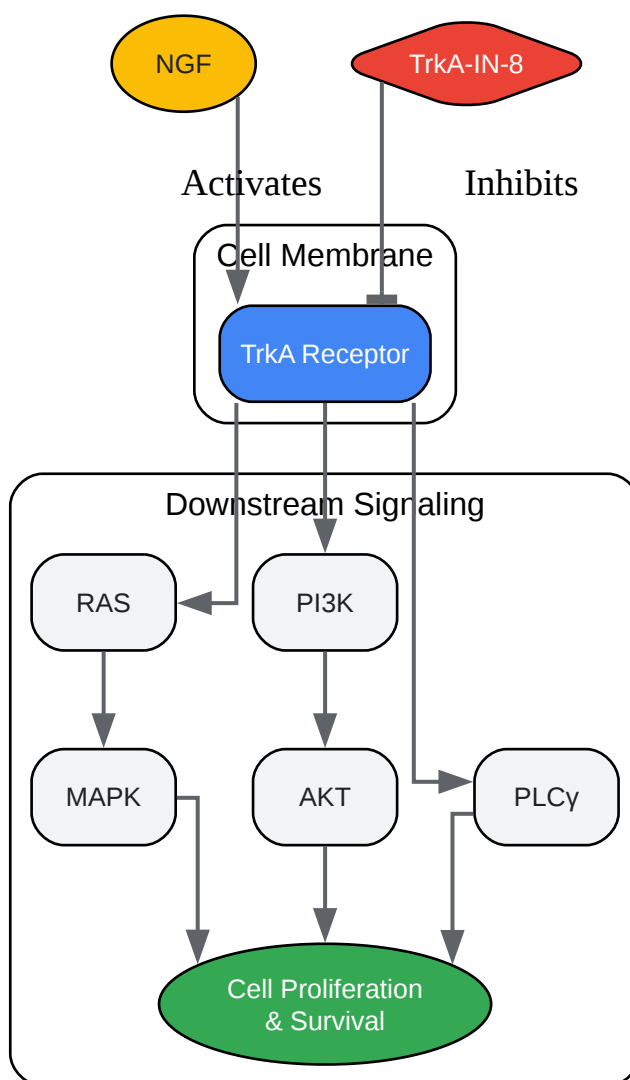 NGF
TrkA-IN-8
Activates
Inhibits
Cell Membrane
TrkA Receptor
Downstream Signaling
RAS
PI3K
MAPK
AKT
PLCγ
Cell Proliferation
& Survival